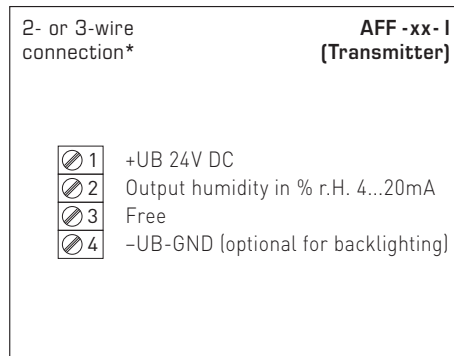 2- or 3-wire
connection*
AFF -xx- I
(Transmitter)
1 +UB 24V DC
2 Output humidity in % r.H. 4...20mA
3 Free
4 –UB-GND (optional for backlighting)